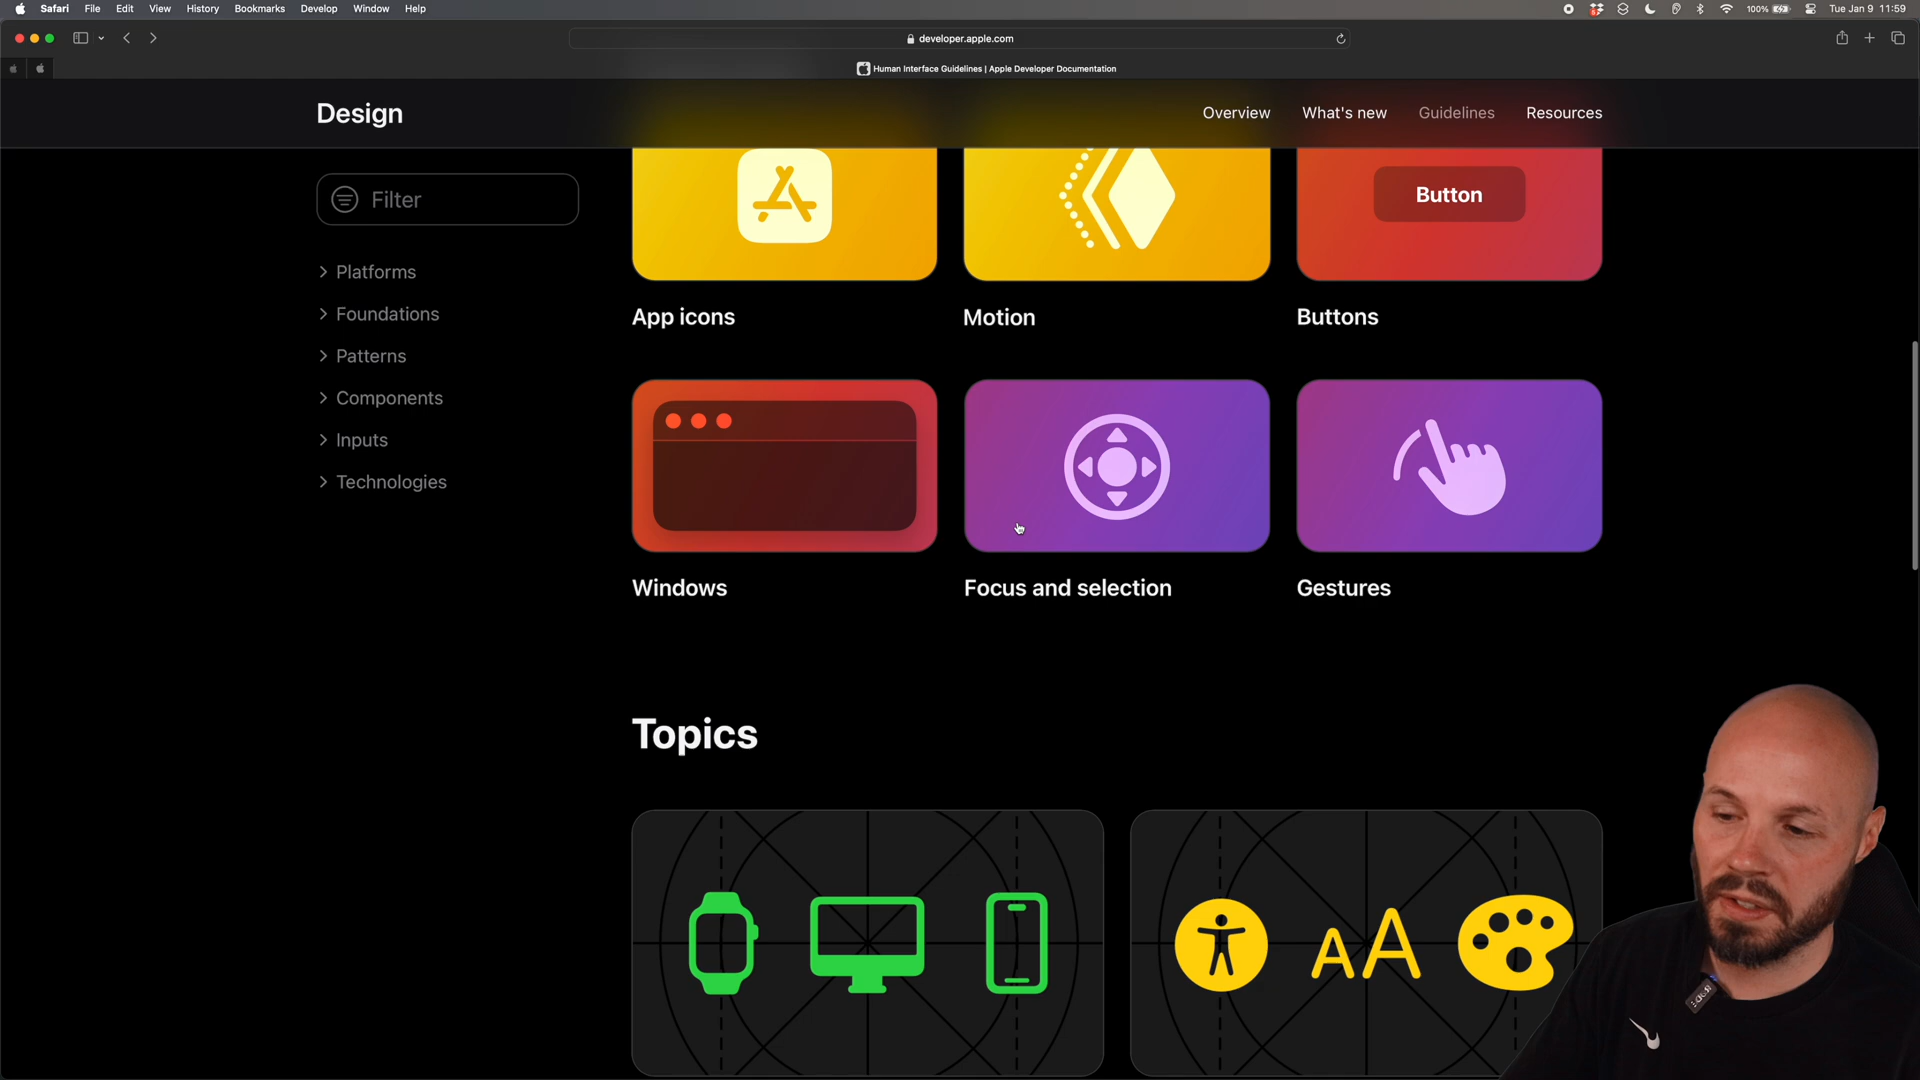 Safari File Edit View History Bookmarks Develop Window Help 100% Tue Jan 9 11:59
developer.apple.com
Human Interface Guidelines | Apple Developer Documentation
Design Overview What's new Guidelines Resources
Filter
Platforms
Foundations
Patterns
Components
Inputs
Technologies
Button
App icons Motion Buttons
Windows Focus and selection Gestures
Topics
AA